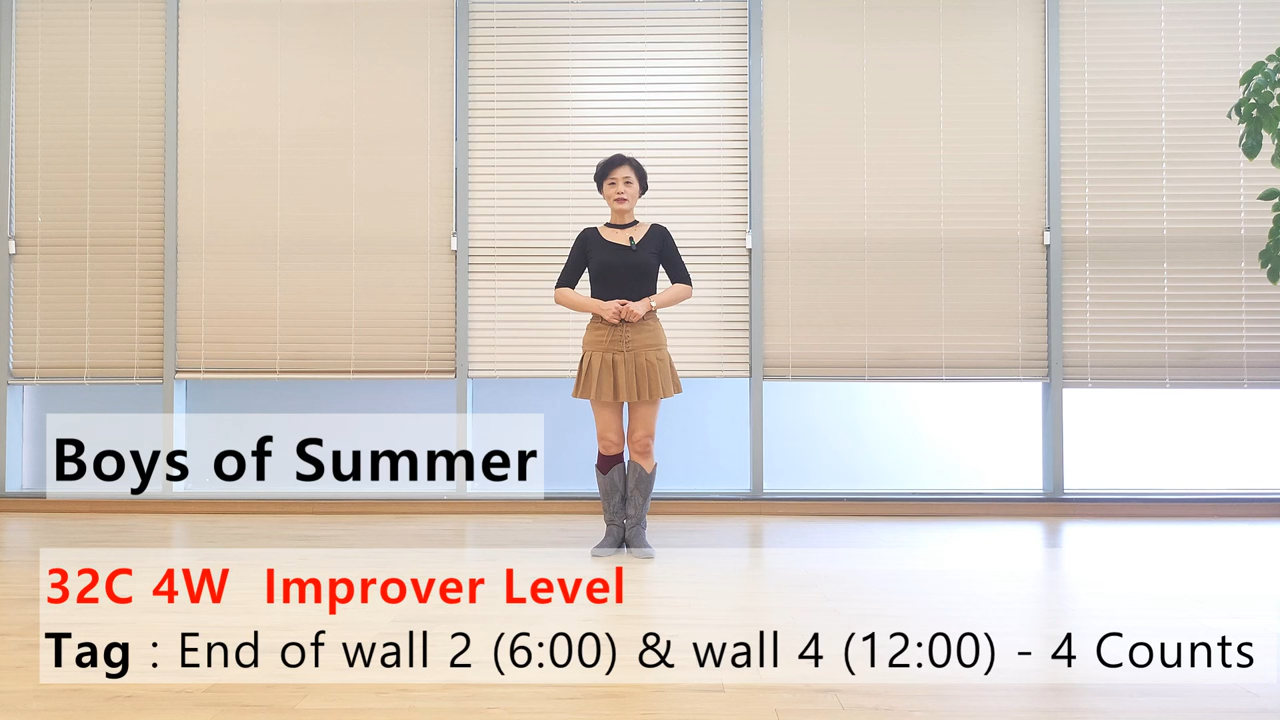 Boys of Summer
32C 4W  Improver Level
Tag : End of wall 2 (6:00) & wall 4 (12:00) - 4 Counts